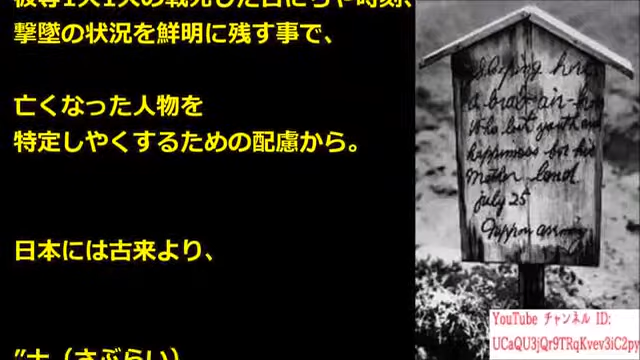 撃墜の状況を鮮明に残す事で、
亡くなった人物を
特定しやくするための配慮から。
日本には古来より、
”士（さぶらい）
Sleeping here
a brave air-he
who lost youth and
happiness for his
Mother land
july 25
Nippon army
YouTube チャンネル ID:
UCaQU3jQr9TRqKvev3iC2py